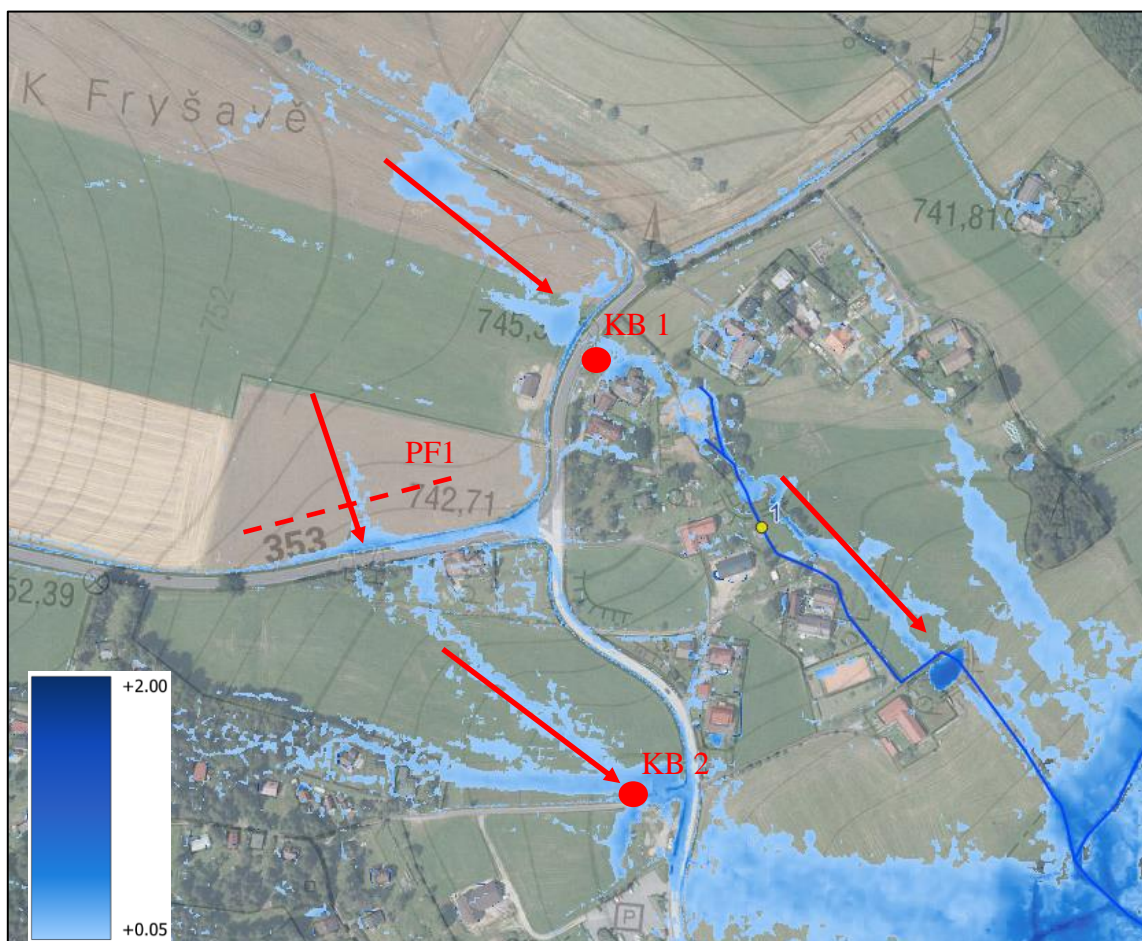 K Fryšavě
752
741,81
745,3
KB 1
PF1
742,71
353
1
52,39
KB 2
+2.00
+0.05
P